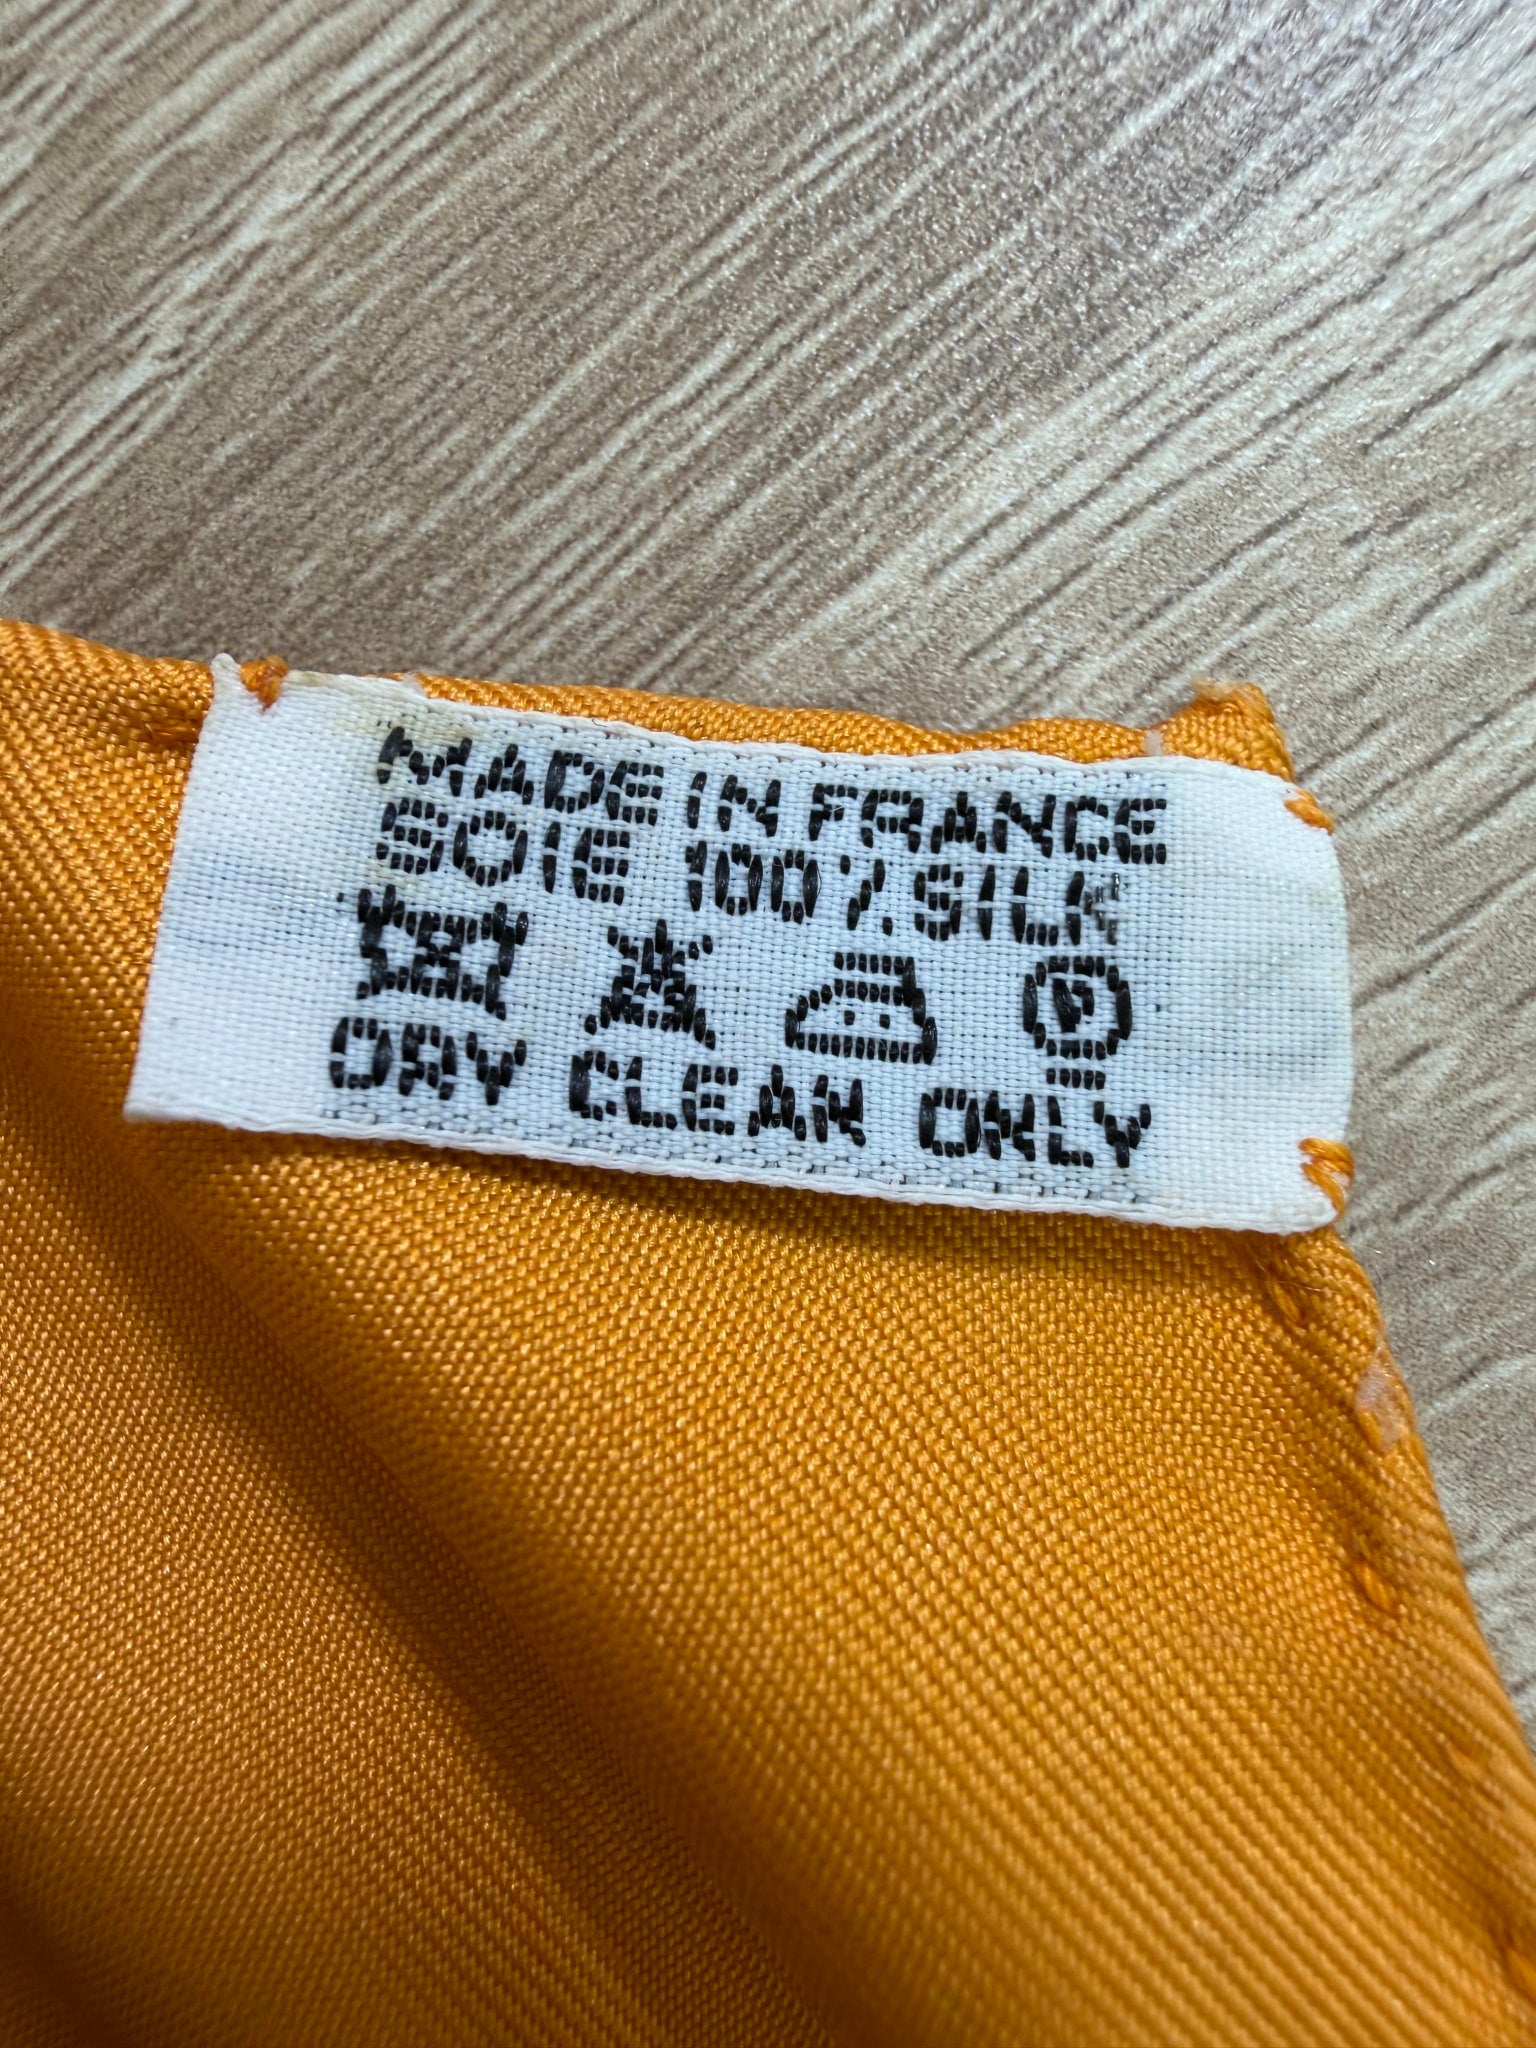 MADE IN FRANCE
SOIE 100% SILK
P
DRY CLEAN ONLY